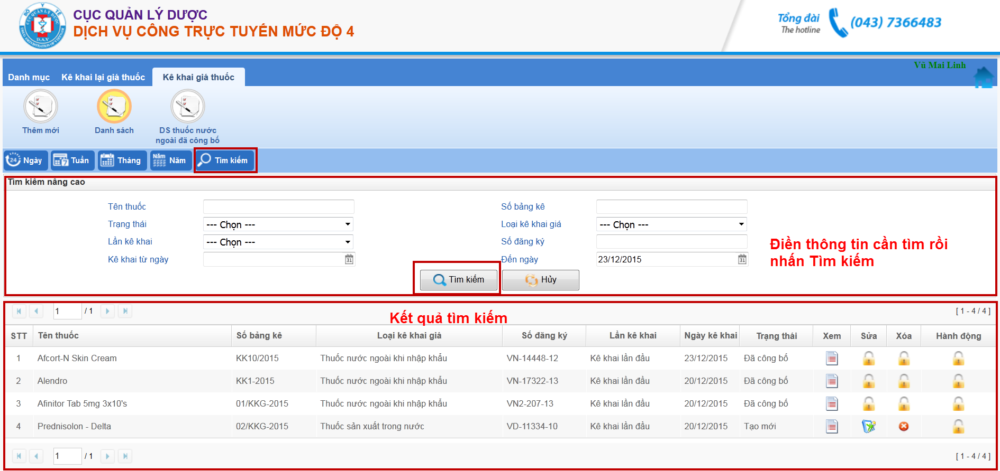 CỤC QUẢN LÝ DƯỢC
DỊCH VỤ CÔNG TRỰC TUYẾN MỨC ĐỘ 4
BỘ Y TẾ
D.A.V
Tổng đài
The hotline
(043) 7366483
Vũ Mai Linh
Danh mục
Kê khai lại giá thuốc
Kê khai giá thuốc
Thêm mới
Danh sách
DS thuốc nước
ngoài đã công bố
24 Ngày
7 Tuần
Tháng
Năm Năm
Tìm kiếm
Tìm kiếm nâng cao
Tên thuốc
Số bảng kê
Trạng thái --- Chọn ---
Loại kê khai giá --- Chọn ---
Lần kê khai --- Chọn ---
Số đăng ký
Kê khai từ ngày 31
Đến ngày 23/12/2015 31
Điền thông tin cần tìm rồi
nhấn Tìm kiếm
Tìm kiếm
Hủy
1 / 1
[ 1 - 4 / 4 ]
Kết quả tìm kiếm
STT Tên thuốc Số bảng kê Loại kê khai giá Số đăng ký Lần kê khai Ngày kê khai Trạng thái Xem Sửa Xóa Hành động
1 Afcort-N Skin Cream KK10/2015 Thuốc nước ngoài khi nhập khẩu VN-14448-12 Kê khai lần đầu 23/12/2015 Đã công bố
2 Alendro KK1-2015 Thuốc nước ngoài khi nhập khẩu VN-17322-13 Kê khai lần đầu 20/12/2015 Đã công bố
3 Afinitor Tab 5mg 3x10's 01/KKG-2015 Thuốc nước ngoài khi nhập khẩu VN2-207-13 Kê khai lần đầu 20/12/2015 Đã công bố
4 Prednisolon - Delta 02/KKG-2015 Thuốc sản xuất trong nước VD-11334-10 Kê khai lần đầu 20/12/2015 Tạo mới
1 / 1
[ 1 - 4 / 4 ]